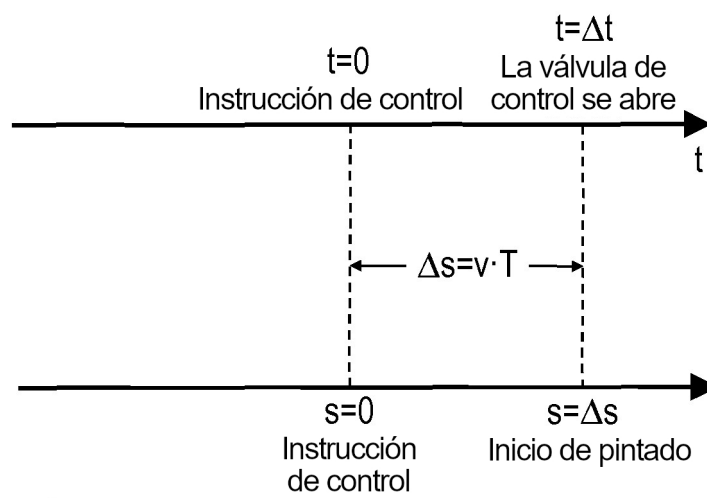 t=0
Instrucción de control
t=Δt
La válvula de
control se abre
t
Δs=v·T
s=0
Instrucción
de control
s=Δs
Inicio de pintado